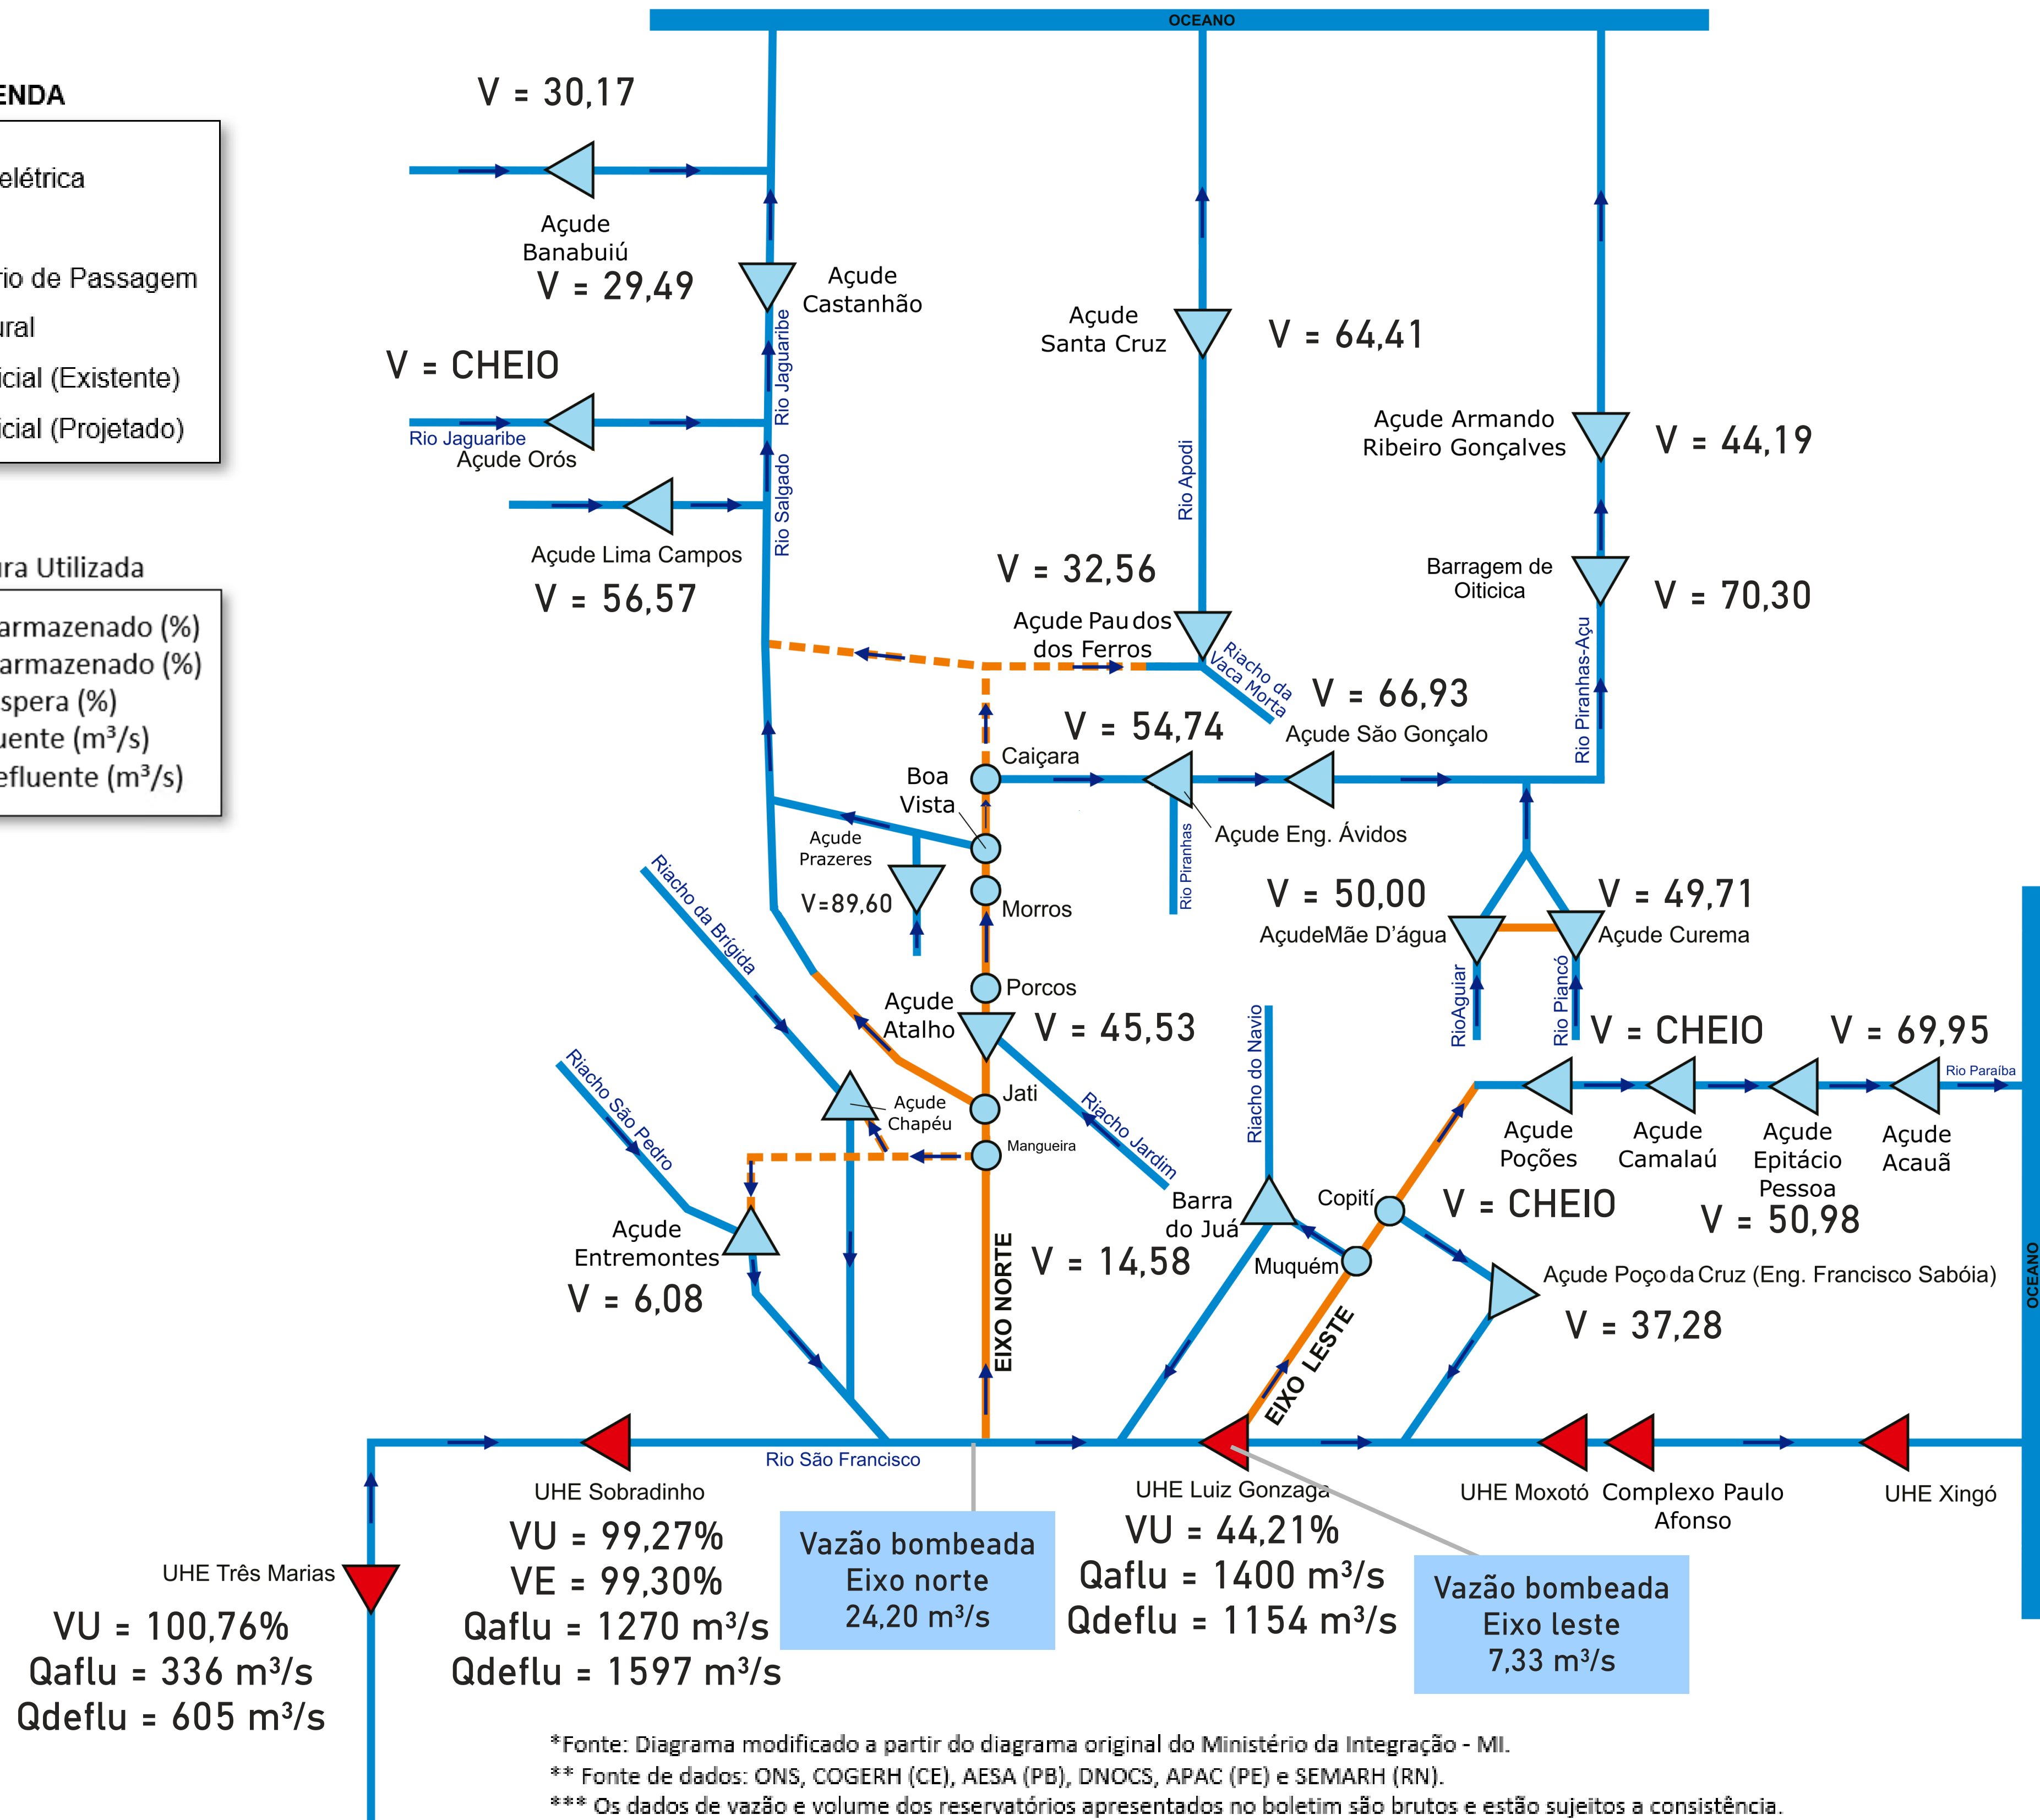 OCEANO
ENDA
elétrica
rio de Passagem
ural
icial (Existente)
icial (Projetado)
ura Utilizada
armazenado (%)
armazenado (%)
spera (%)
uente (m³/s)
efluente (m³/s)
V = 30,17
Açude
Banabuiú
V = 29,49
Açude
Castanhão
V = CHEIO
Rio Jaguaribe
Açude Orós
Rio Jaguaribe
Rio Salgado
Açude Lima Campos
V = 56,57
Açude
Santa Cruz
V = 64,41
Rio Apodi
V = 32,56
Açude Pau dos
dos Ferros
Riacho da
Vaca Morta
Açude Armando
Ribeiro Gonçalves
V = 44,19
Barragem de
Oiticica
V = 70,30
Rio Piranhas-Açu
V = 66,93
Açude São Gonçalo
V = 54,74
Caiçara
Boa
Vista
Açude Eng. Ávidos
Rio Piranhas
Açude
Prazeres
V=89,60
Morros
Porcos
Açude
Atalho
V = 45,53
Jati
Mangueira
Riacho Jardim
Riacho da Brígida
Riacho São Pedro
Açude
Chapéu
Açude
Entremontes
V = 6,08
EIXO NORTE
V = 14,58
V = 50,00
AçudeMãe D'água
V = 49,71
Açude Curema
RioAguiar
Rio Piancó
V = CHEIO
V = 69,95
Rio Paraíba
Açude
Poções
Açude
Camalaú
Açude
Epitácio
Pessoa
Açude
Acauã
V = CHEIO
V = 50,98
Riacho do Navio
Barra
do Juá
Copití
Muquém
Açude Poço da Cruz (Eng. Francisco Sabóia)
V = 37,28
EIXO LESTE
OCEANO
Rio São Francisco
UHE Sobradinho
VU = 99,27%
VE = 99,30%
Qaflu = 1270 m³/s
Qdeflu = 1597 m³/s
Vazão bombeada
Eixo norte
24,20 m³/s
UHE Luiz Gonzaga
VU = 44,21%
Qaflu = 1400 m³/s
Qdeflu = 1154 m³/s
Vazão bombeada
Eixo leste
7,33 m³/s
UHE Moxotó
Complexo Paulo
Afonso
UHE Xingó
UHE Três Marias
VU = 100,76%
Qaflu = 336 m³/s
Qdeflu = 605 m³/s
*Fonte: Diagrama modificado a partir do diagrama original do Ministério da Integração - MI.
** Fonte de dados: ONS, COGERH (CE), AESA (PB), DNOCS, APAC (PE) e SEMARH (RN).
*** Os dados de vazão e volume dos reservatórios apresentados no boletim são brutos e estão sujeitos a consistência.